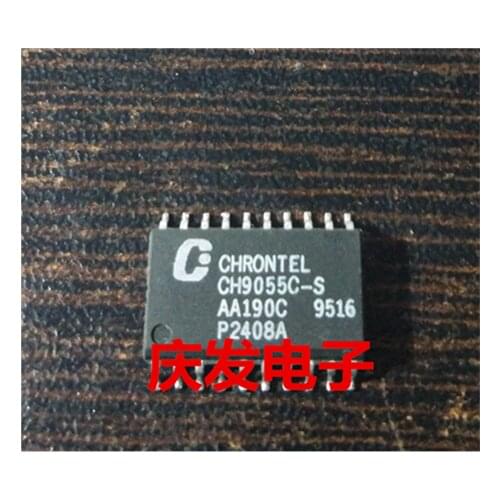 CHRONTEL
CH9055C-S
AA190C 9516
P2408A
庆发电子